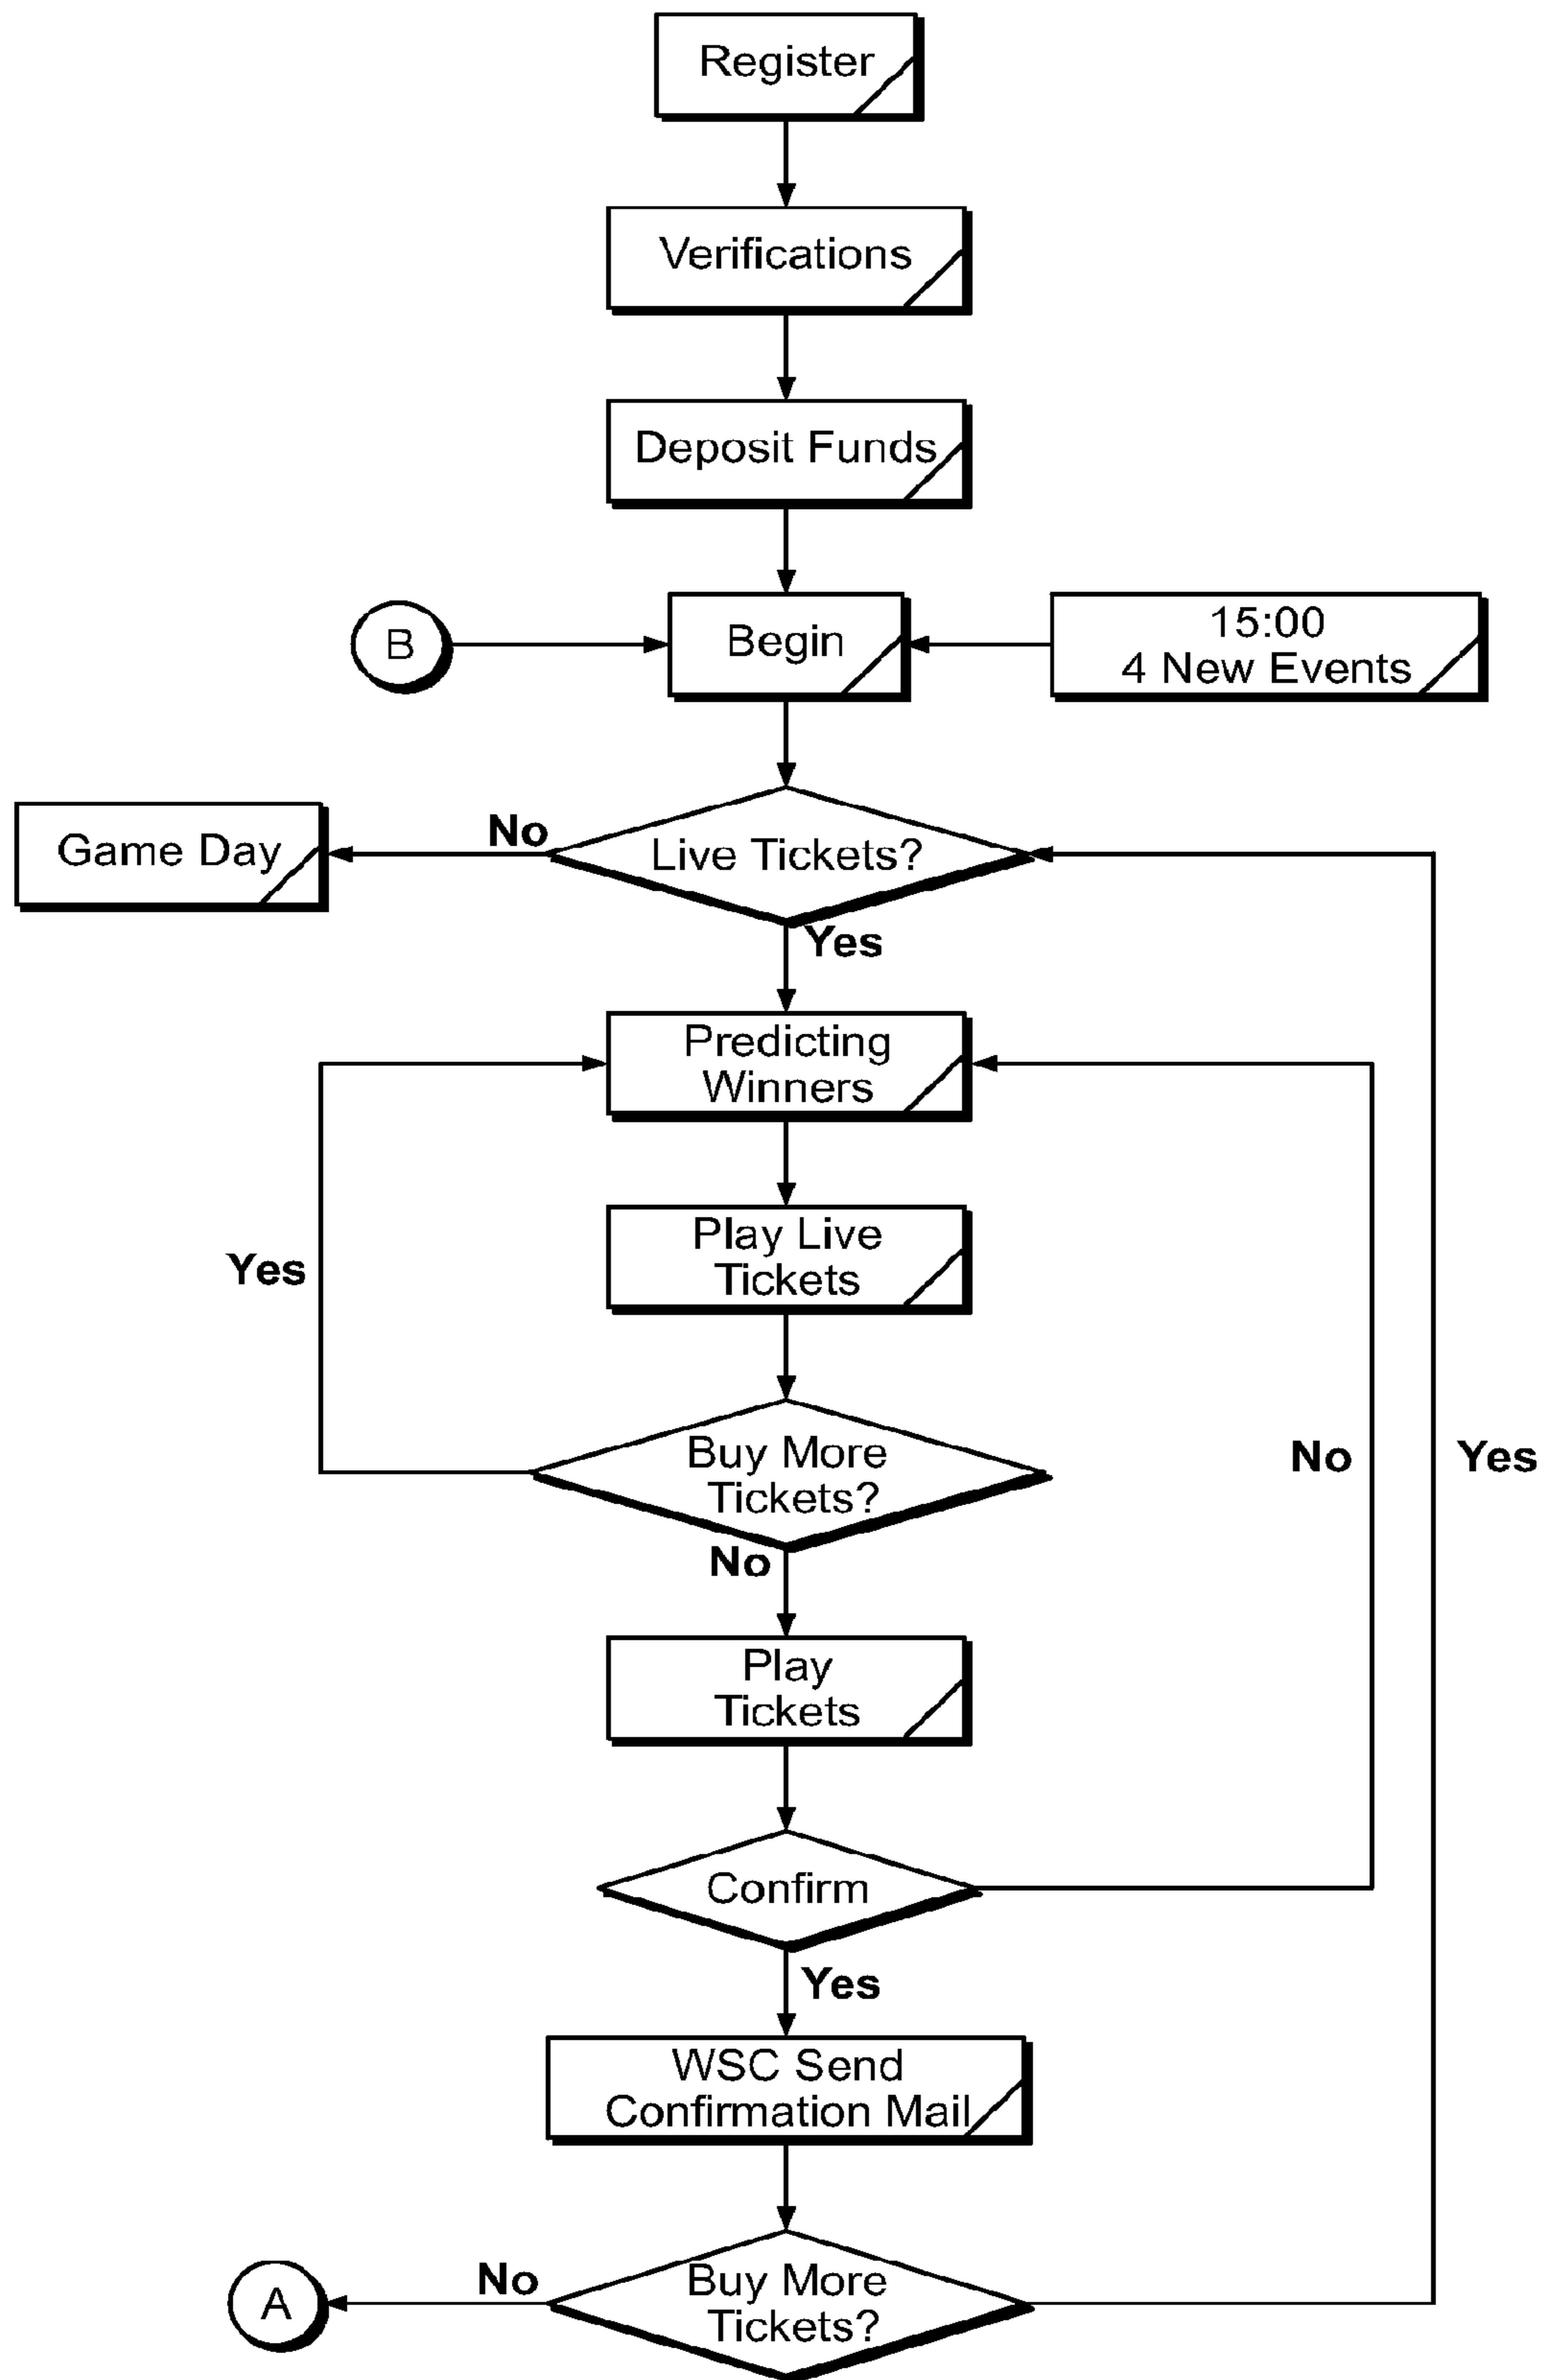 Register
Verifications
Deposit Funds
B
Begin
15:00
4 New Events
Game Day
No
Live Tickets?
Yes
Predicting
Winners
Play Live
Tickets
Yes
Buy More
Tickets?
No
Yes
No
Play
Tickets
Confirm
Yes
WSC Send
Confirmation Mail
A
No
Buy More
Tickets?